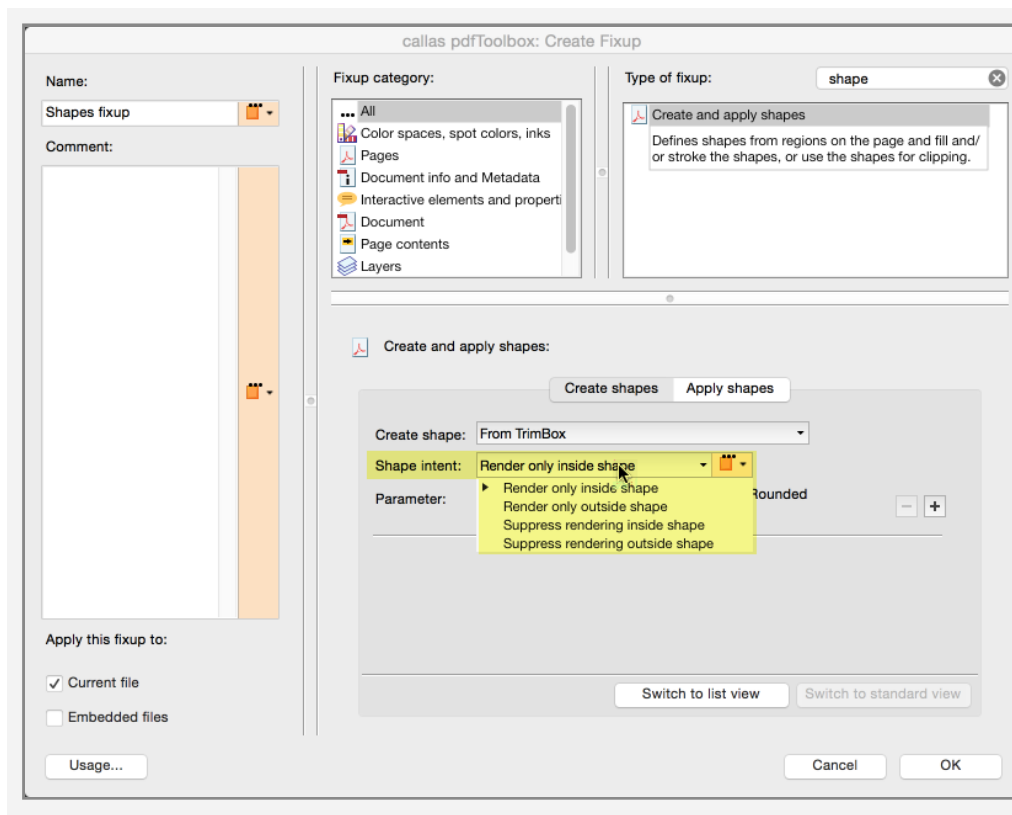 callas pdfToolbox: Create Fixup
Name:
Shapes fixup
Comment:
Apply this fixup to:
Current file
Embedded files
Usage...
Fixup category:
All
Color spaces, spot colors, inks
Pages
Document info and Metadata
Interactive elements and properti
Document
Page contents
Layers
Type of fixup:
shape
Create and apply shapes
Defines shapes from regions on the page and fill and/
or stroke the shapes, or use the shapes for clipping.
Create and apply shapes:
Create shapes Apply shapes
Create shape: From TrimBox
Shape intent: Render only inside shape
Render only inside shape
Render only outside shape
Suppress rendering inside shape
Suppress rendering outside shape
Parameter: Rounded
Switch to list view Switch to standard view
Cancel OK